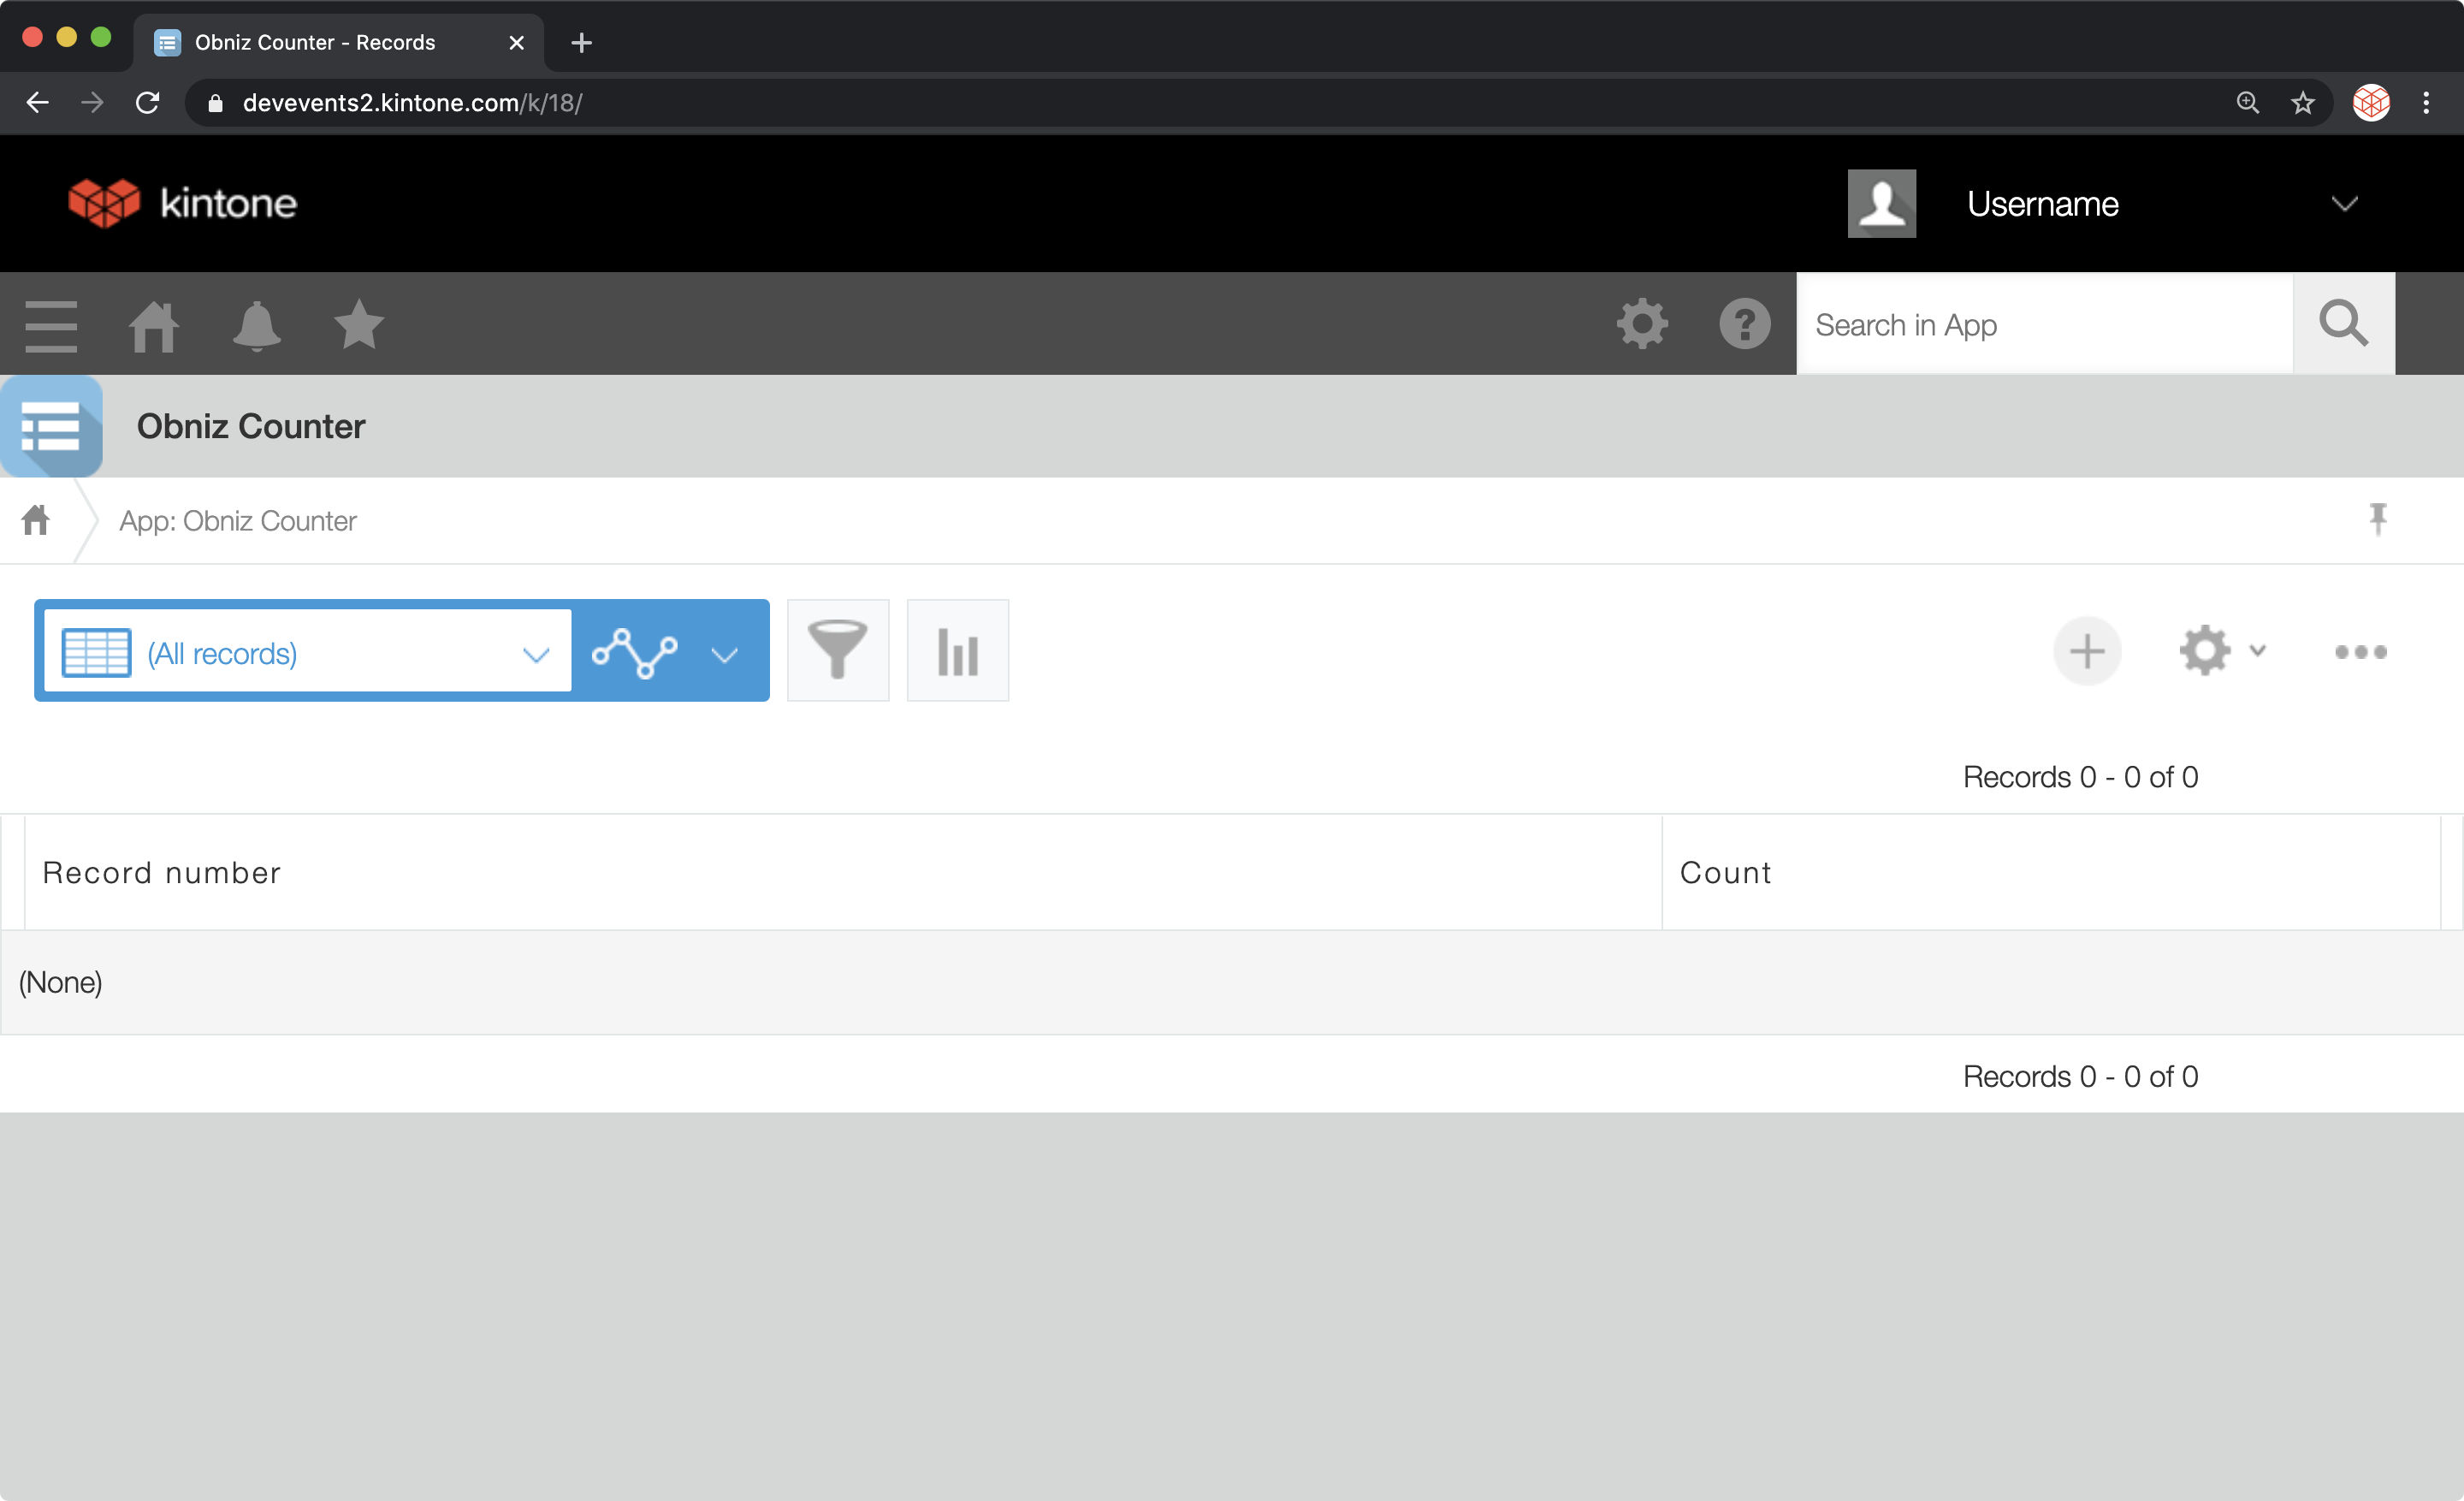 Obniz Counter - Records
devevents2.kintone.com/k/18/
kintone
Username
Search in App
Obniz Counter
App: Obniz Counter
(All records)
Records 0 - 0 of 0
Record number Count
(None)
Records 0 - 0 of 0